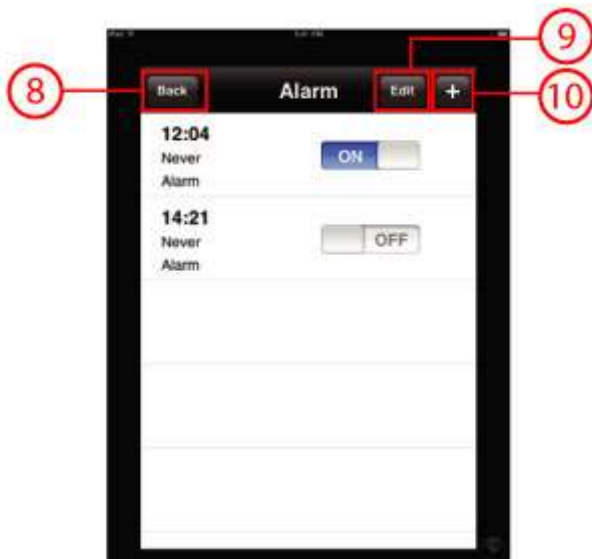 9
8
Back Alarm Edit +
10
12:04
Never
Alarm
ON
14:21
Never
Alarm
OFF